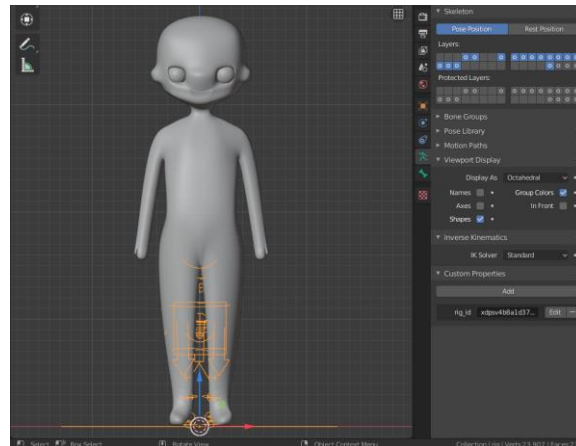 Skeleton
Pose Position
Rest Position
Layers:
Protected Layers:
Bone Groups
Pose Library
Motion Paths
Viewport Display
Display As
Octahedral
Names
Group Colors
Axes
In Front
Shapes
Inverse Kinematics
IK Solver
Standard
Custom Properties
Add
rig_id
xdpsv4b8a1d37...
Edit
Select
Box Select
Rotate View
Object Context Menu